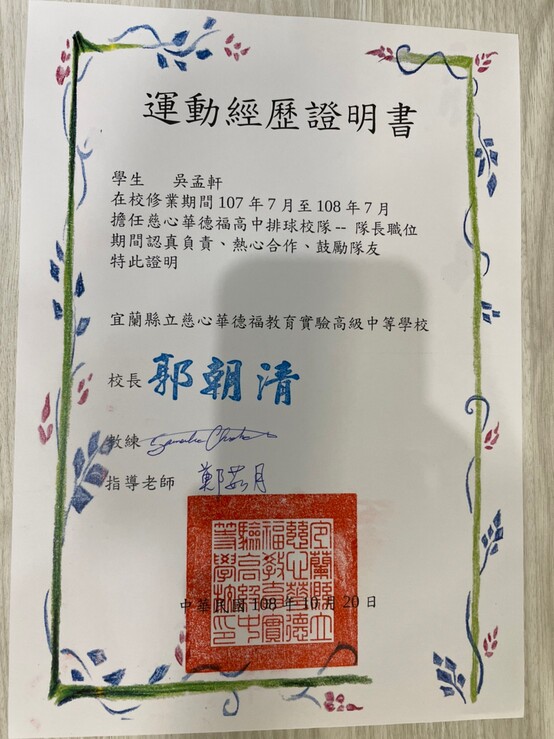 運動經歷證明書
學生 吳孟軒
在校修業期間 107 年 7 月至 108 年 7 月
擔任慈心華德福高中排球校隊 -- 隊長職位
期間認真負責、熱心合作、鼓勵隊友
特此證明
宜蘭縣立慈心華德福教育實驗高級中等學校
校長 郭朝清
教練
指導老師 鄭茹月
宜蘭縣立
慈心華德
福教育實
驗高級中
等學校印
中華民國 108 年 10 月 20 日